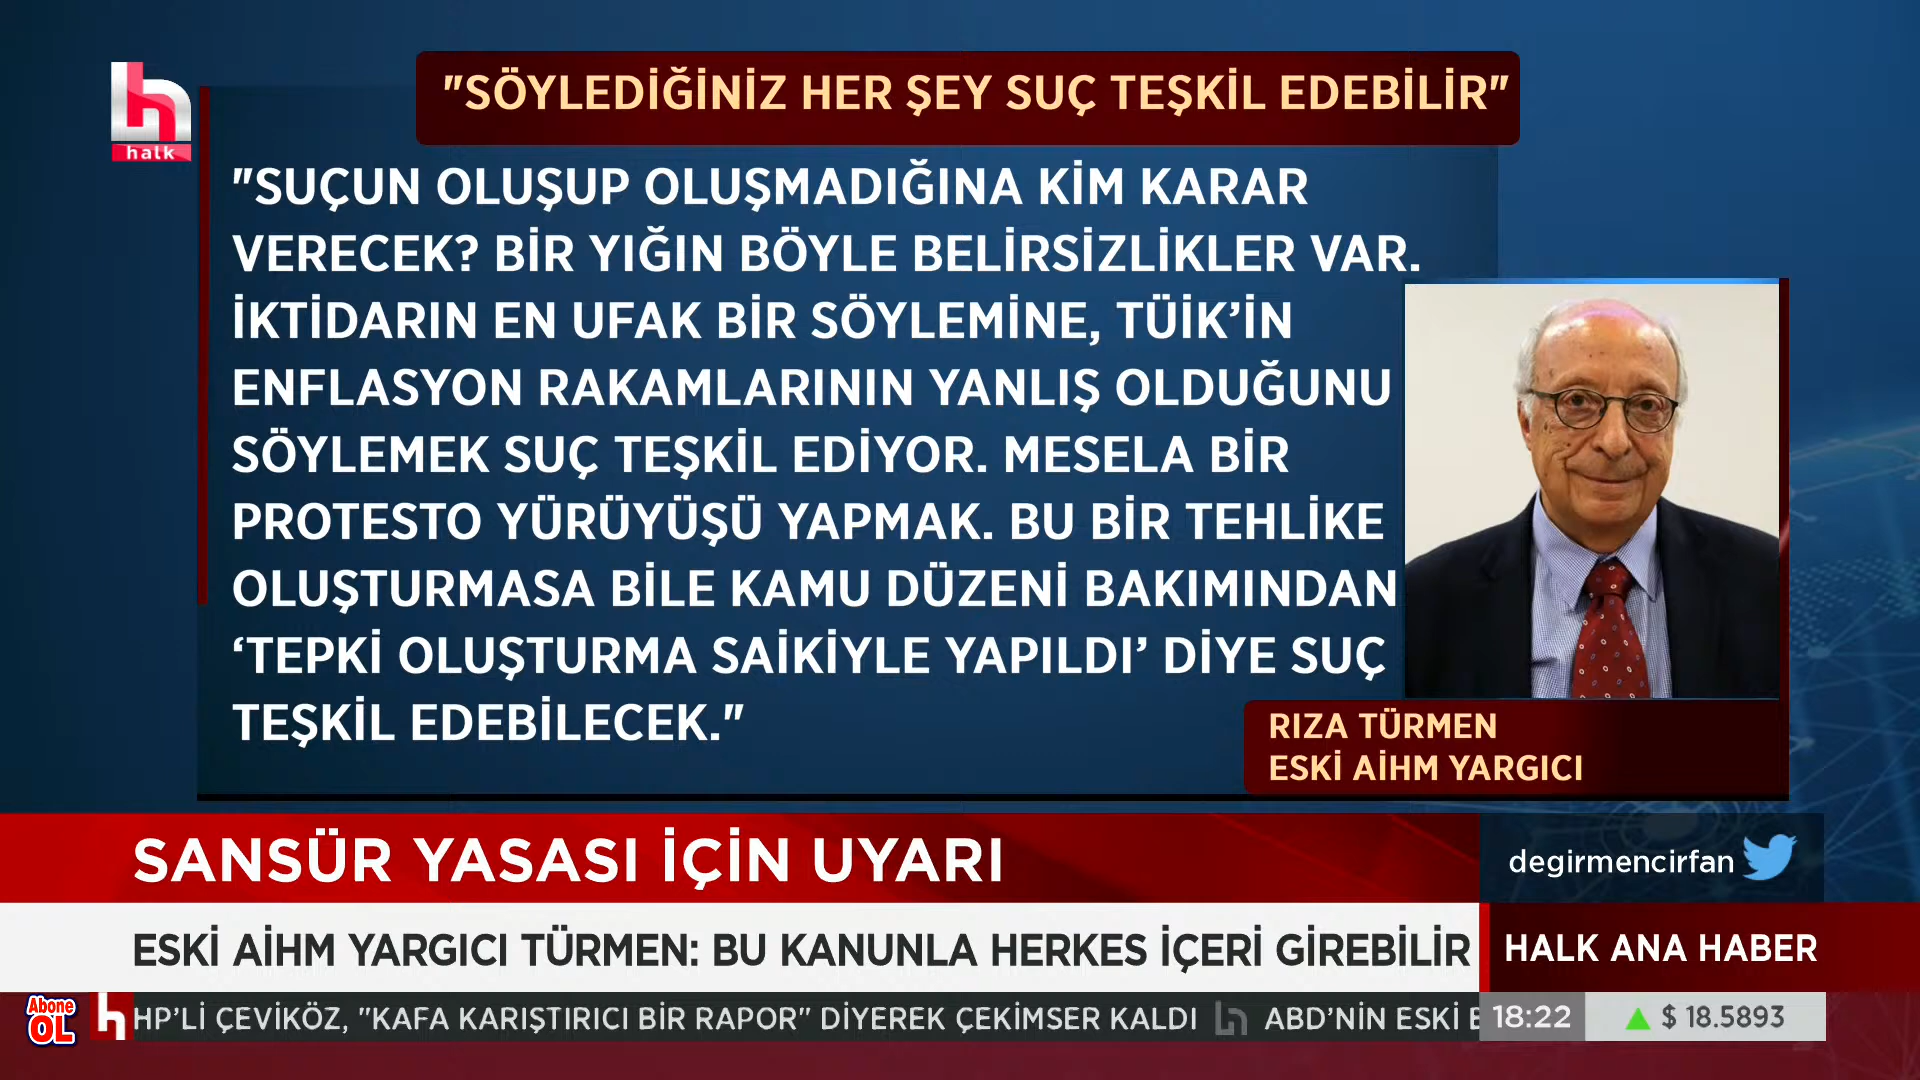 "SÖYLEDİĞİNİZ HER ŞEY SUÇ TEŞKİL EDEBİLİR"
halk
"SUÇUN OLUŞUP OLUŞMADIĞINA KİM KARAR
VERECEK? BİR YIĞIN BÖYLE BELİRSİZLİKLER VAR.
İKTİDARIN EN UFAK BİR SÖYLEMİNE, TÜİK’İN
ENFLASYON RAKAMLARININ YANLIŞ OLDUĞUNU
SÖYLEMEK SUÇ TEŞKİL EDİYOR. MESELA BİR
PROTESTO YÜRÜYÜŞÜ YAPMAK. BU BİR TEHLİKE
OLUŞTURMASA BİLE KAMU DÜZENİ BAKIMINDAN
‘TEPKİ OLUŞTURMA SAİKİYLE YAPILDI’ DİYE SUÇ
TEŞKİL EDEBİLECEK."
RIZA TÜRMEN
ESKİ AİHM YARGICI
SANSÜR YASASI İÇİN UYARI
degirmencirfan
ESKİ AİHM YARGICI TÜRMEN: BU KANUNLA HERKES İÇERİ GİREBİLİR
HALK ANA HABER
Abone
OL
HP’Lİ ÇEVİKÖZ, "KAFA KARIŞTIRICI BİR RAPOR" DİYEREK ÇEKİMSER KALDI
ABD’NİN ESKİ
18:22
$ 18.5893